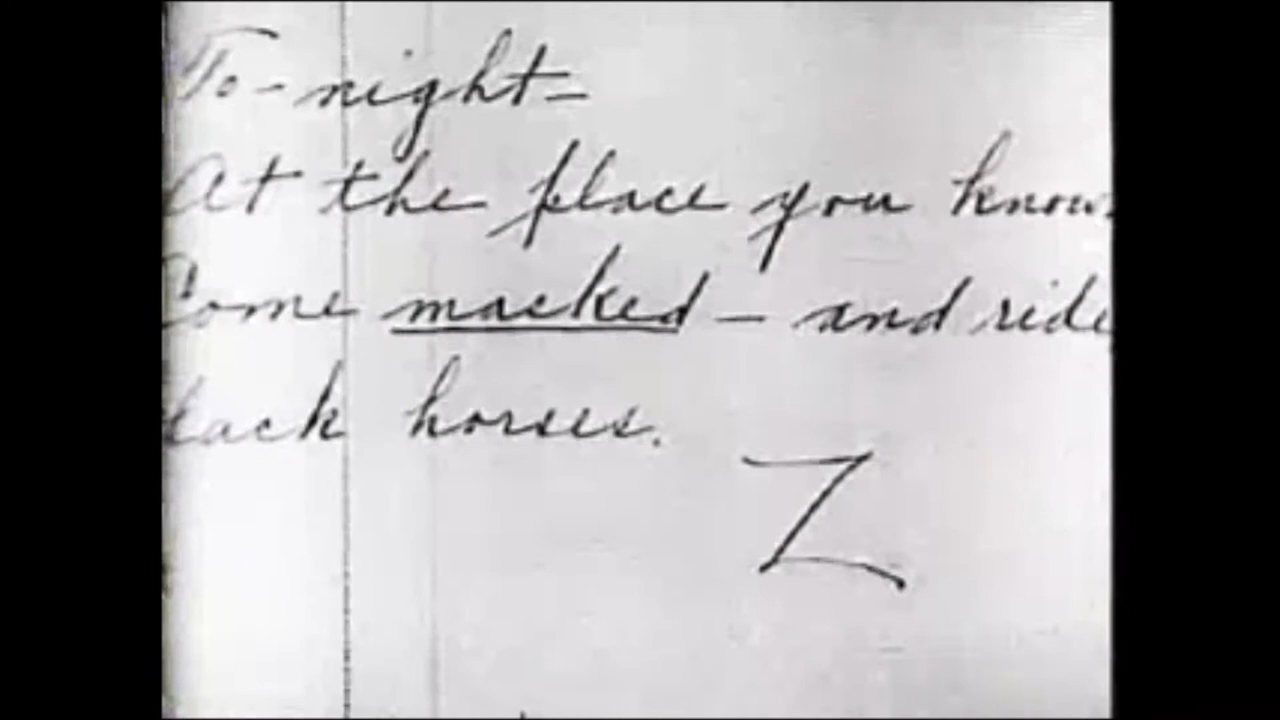 To-night-
At the place you know.
Come masked - and ride
black horses.
Z